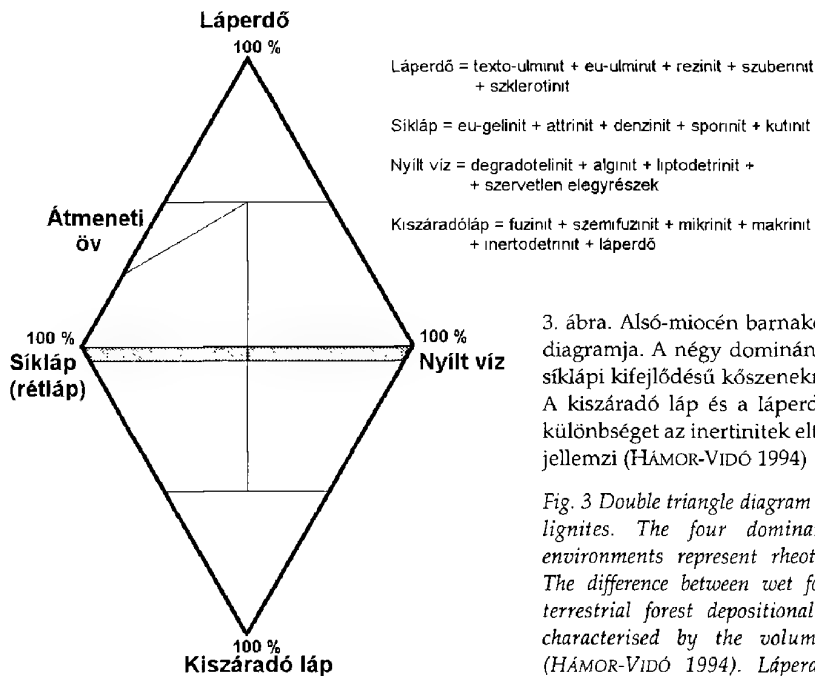 Láperdő
100 %
Láperdő = texto-ulminit + eu-ulminit + rezinit + szuberinit
+ szklerotinit
Síkláp = eu-gelinit + attrinit + denzinit + sporinit + kutinit
Nyílt víz = degradotelinit + alginit + liptodetrinit +
+ szervetlen elegyrészek
Kiszáradóláp = fuzinit + szemifuzinit + mikrinit + makrinit
+ inertodetrinit + láperdő
Átmeneti
öv
100 %
Síkláp
(rétláp)
100 %
Nyílt víz
100 %
Kiszáradó láp
3. ábra. Alsó-miocén barnak
diagramja. A négy dominán
síklápi kifejlődésű kőszenekr
A kiszáradó láp és a láperd
különbséget az inertinitek elt
jellemzi (HÁMOR-VIDÓ 1994)
Fig. 3 Double triangle diagram
lignites. The four domina
environments represent rheot
The difference between wet fo
terrestrial forest depositional
characterised by the volum
(HÁMOR-VIDÓ 1994). Láperd